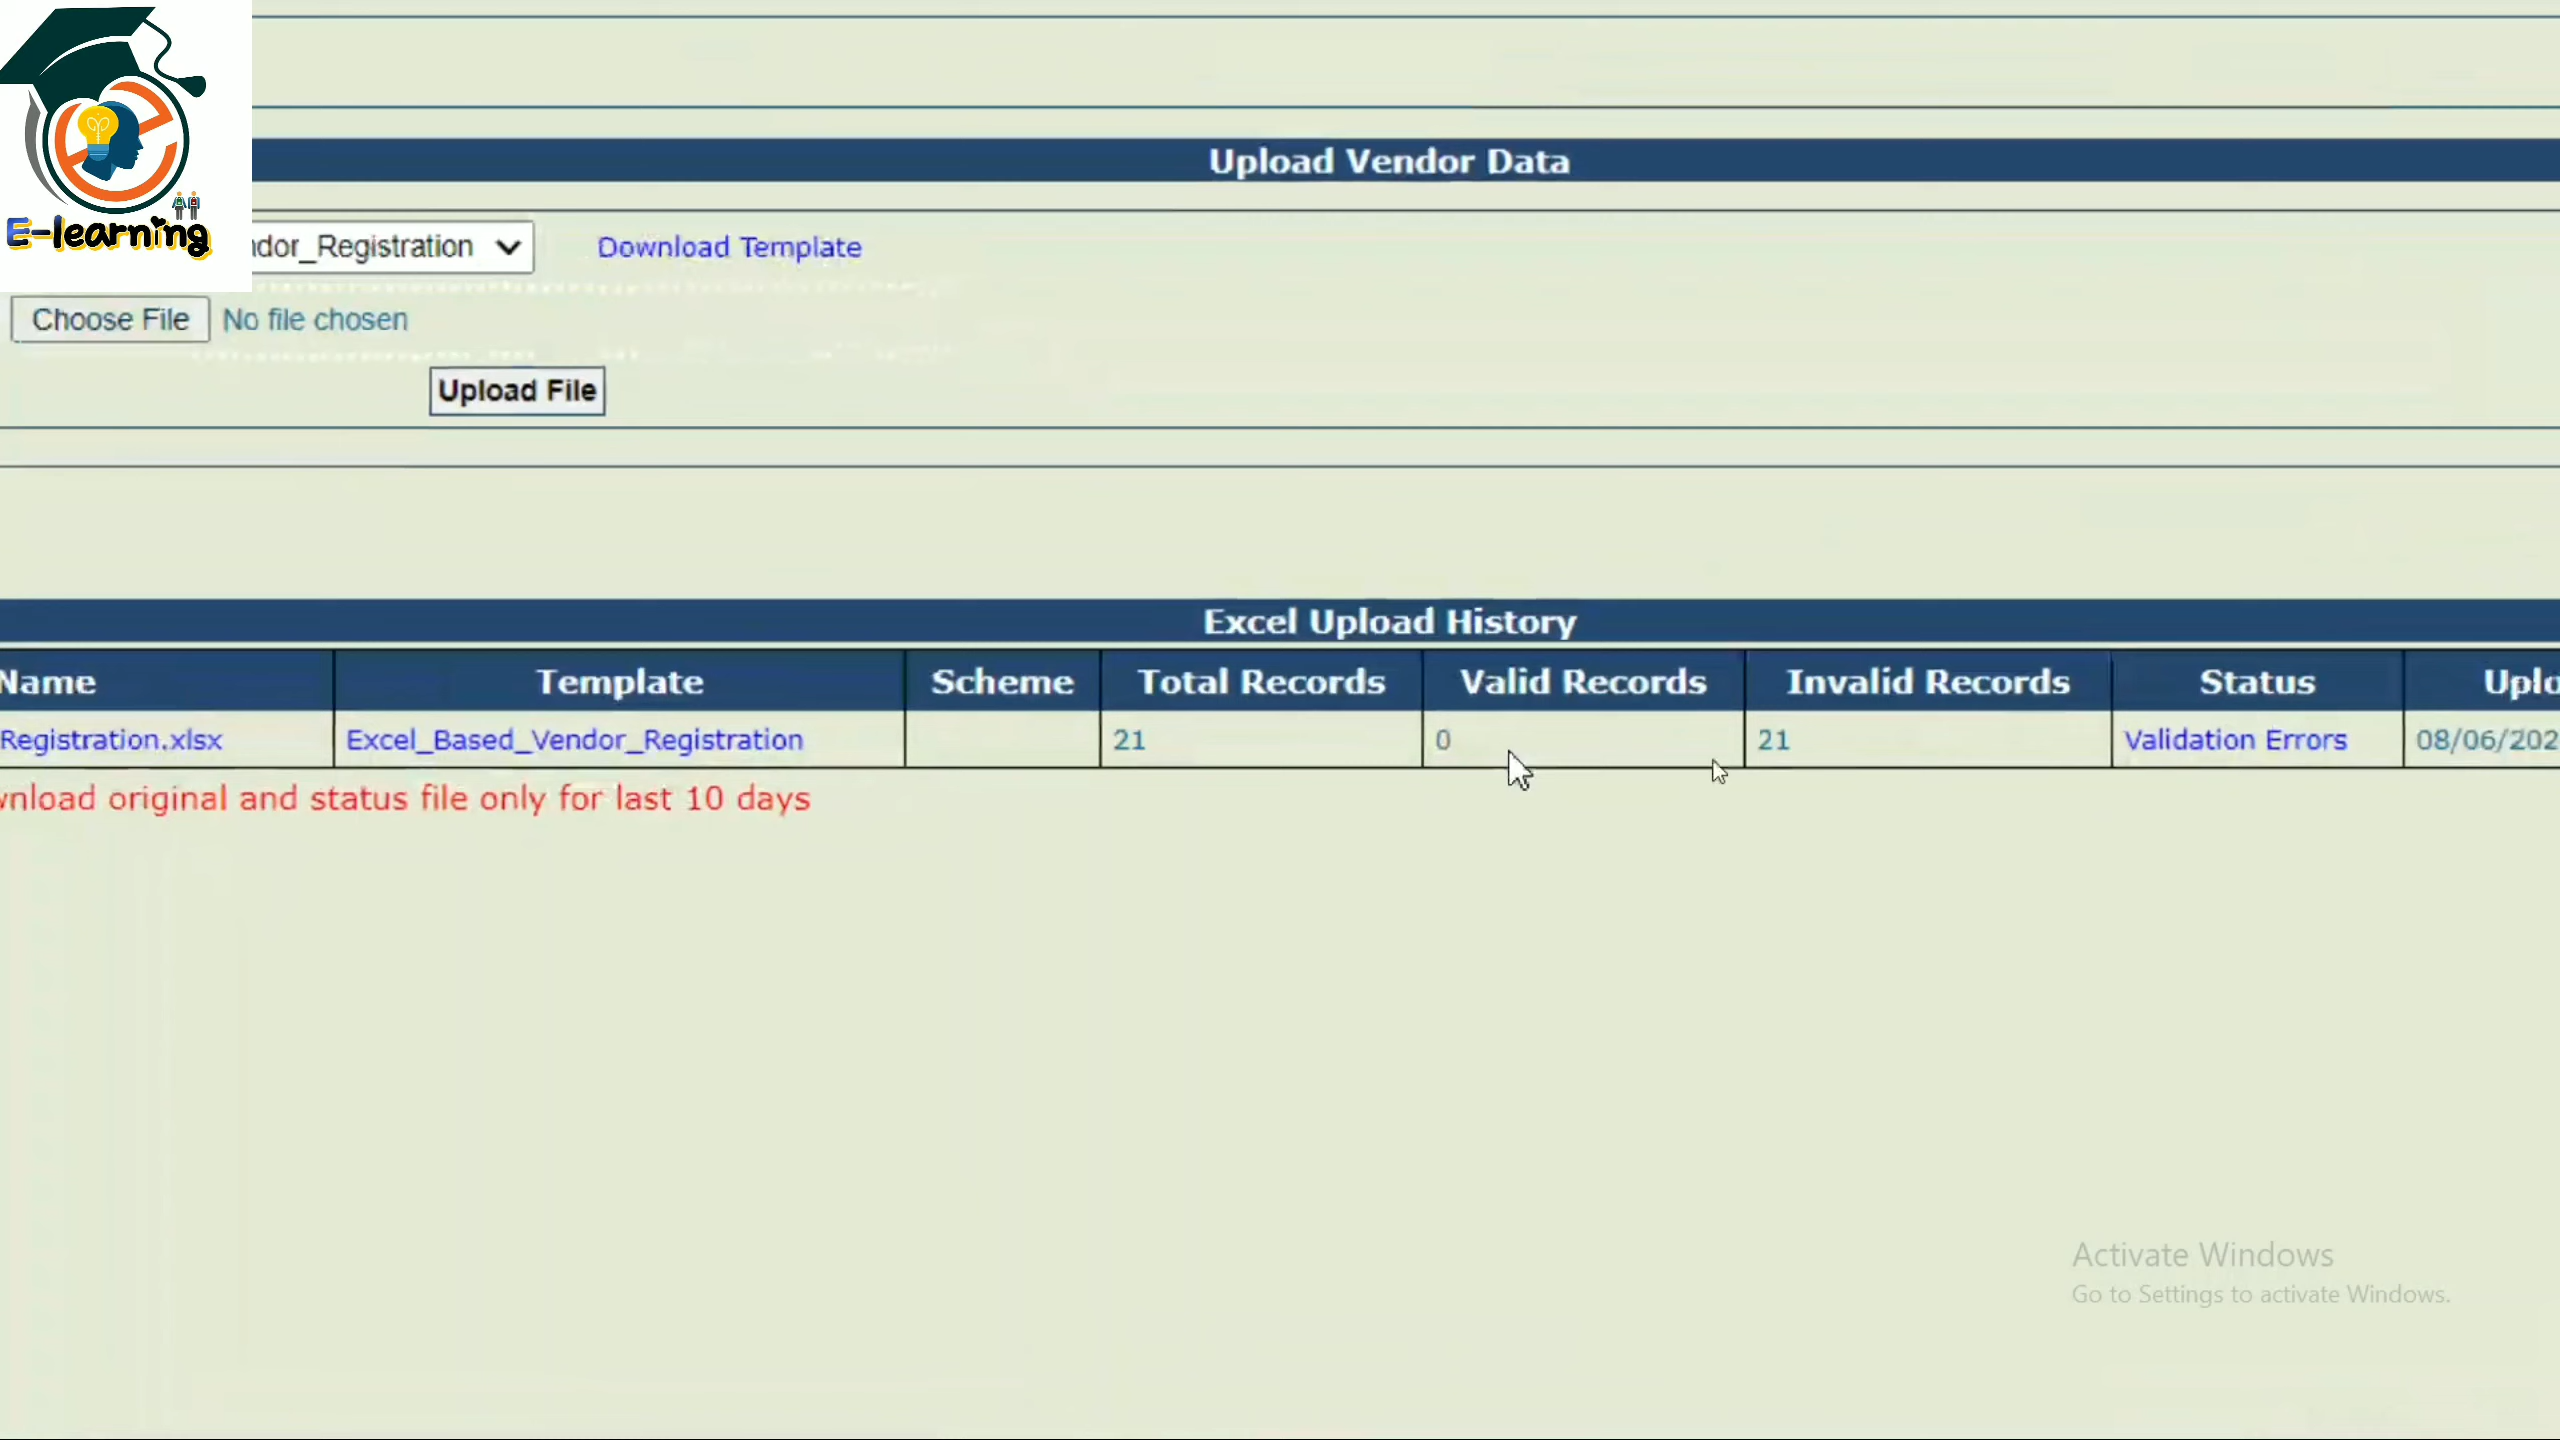 Upload Vendor Data
E-learning
ndor_Registration Download Template
Choose File No file chosen
Upload File
Excel Upload History
Name Template Scheme Total Records Valid Records Invalid Records Status Uplo
Registration.xlsx Excel_Based_Vendor_Registration 21 0 21 Validation Errors 08/06/202
wnload original and status file only for last 10 days
Activate Windows
Go to Settings to activate Windows.